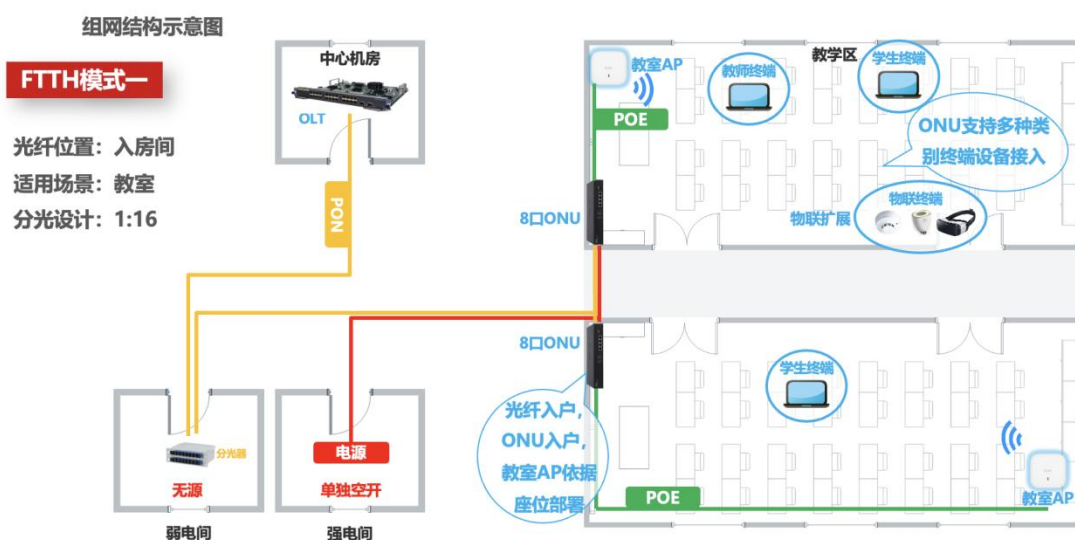 组网结构示意图
FTTH模式一
光纤位置：入房间
适用场景：教室
分光设计：1:16
中心机房
OLT
PON
教室AP
POE
教师终端
教学区
学生终端
ONU支持多种类
别终端设备接入
8口ONU
物联扩展
物联终端
8口ONU
学生终端
光纤入户，
ONU入户，
教室AP依据
座位部署
POE
教室AP
分光器
无源
弱电间
电源
单独空开
强电间